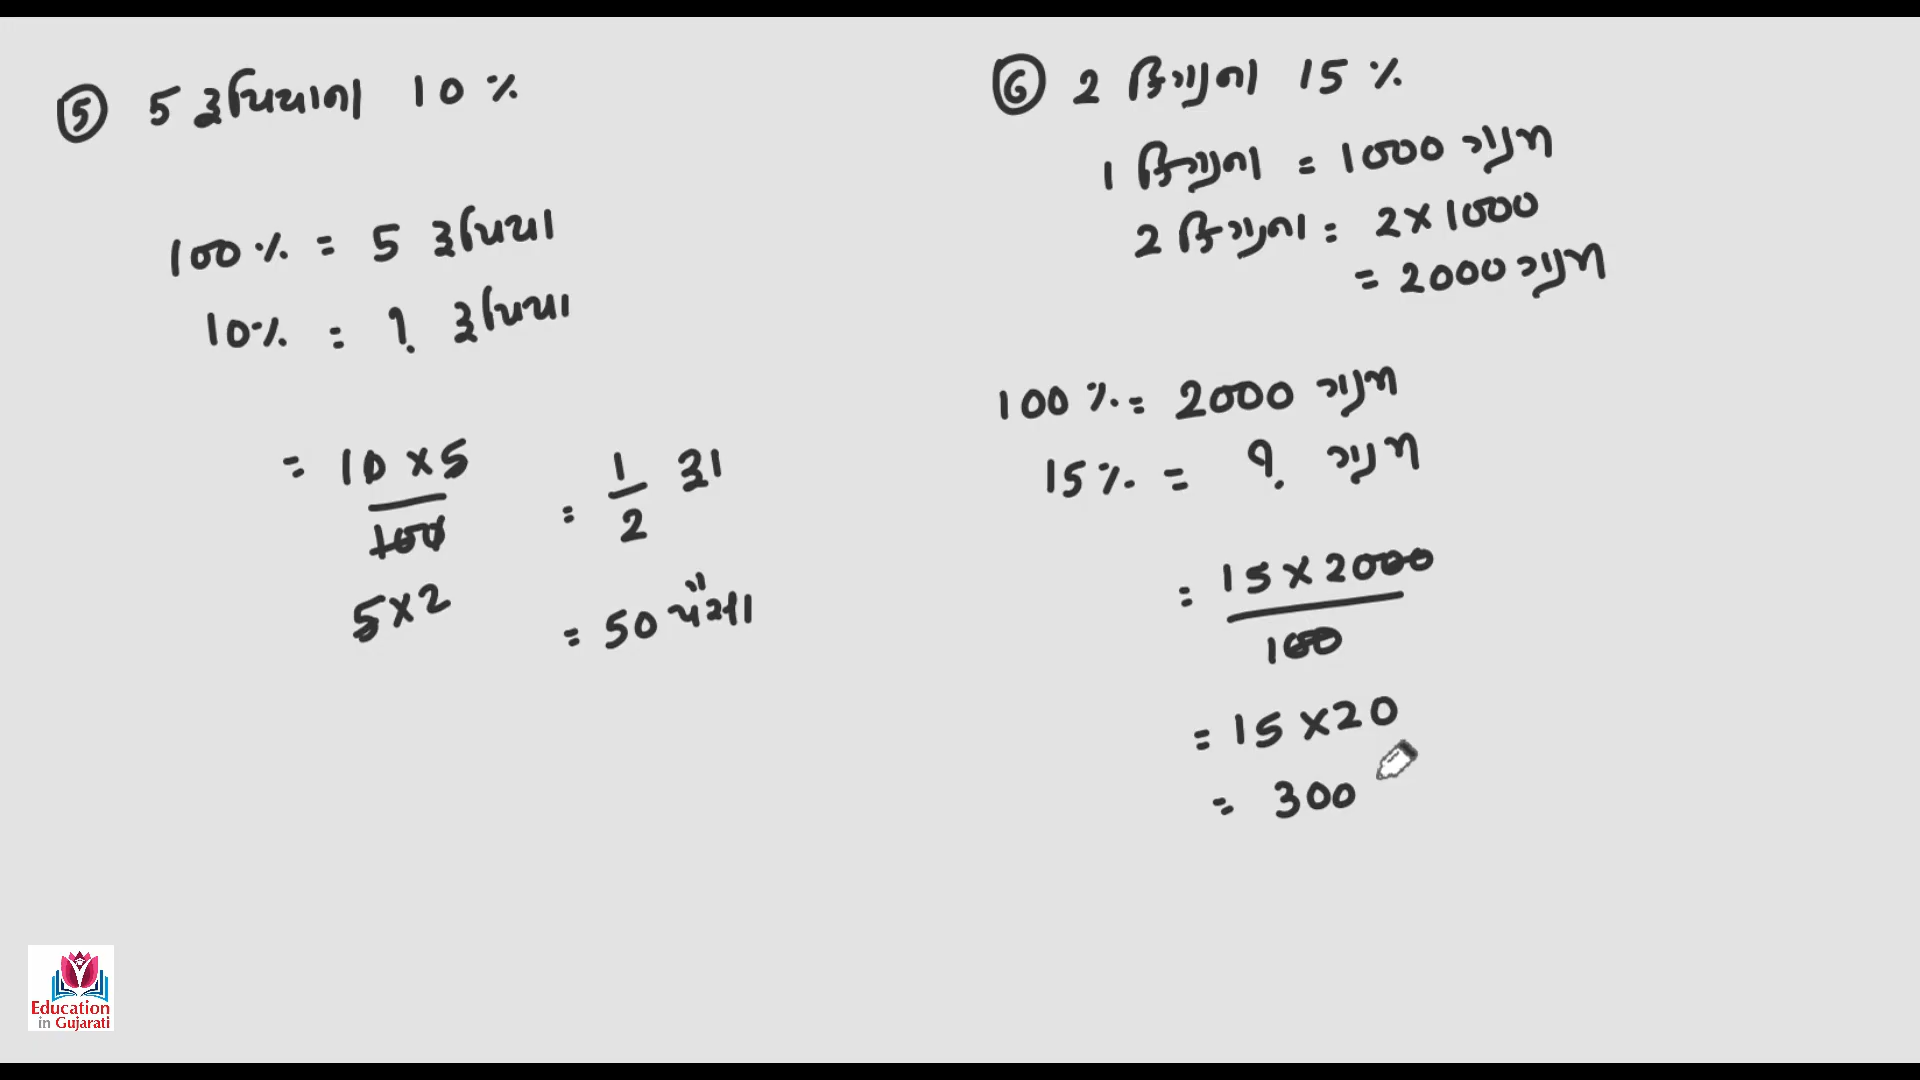 ⑤ 5 રૂપિયાના 10 %
100 % = 5 રૂપિયા
10% = ? રૂપિયા
= 10 × 5
100
5 × 2
= 1 રૂા
2
= 50 પૈસા
⑥ 2 કિગ્રાના 15 %
1 કિગ્રાના = 1000 ગ્રામ
2 કિગ્રાના = 2 × 1000
= 2000 ગ્રામ
100 % = 2000 ગ્રામ
15 % = ? ગ્રામ
= 15 × 2000
100
= 15 × 20
= 300
Education
in Gujarati